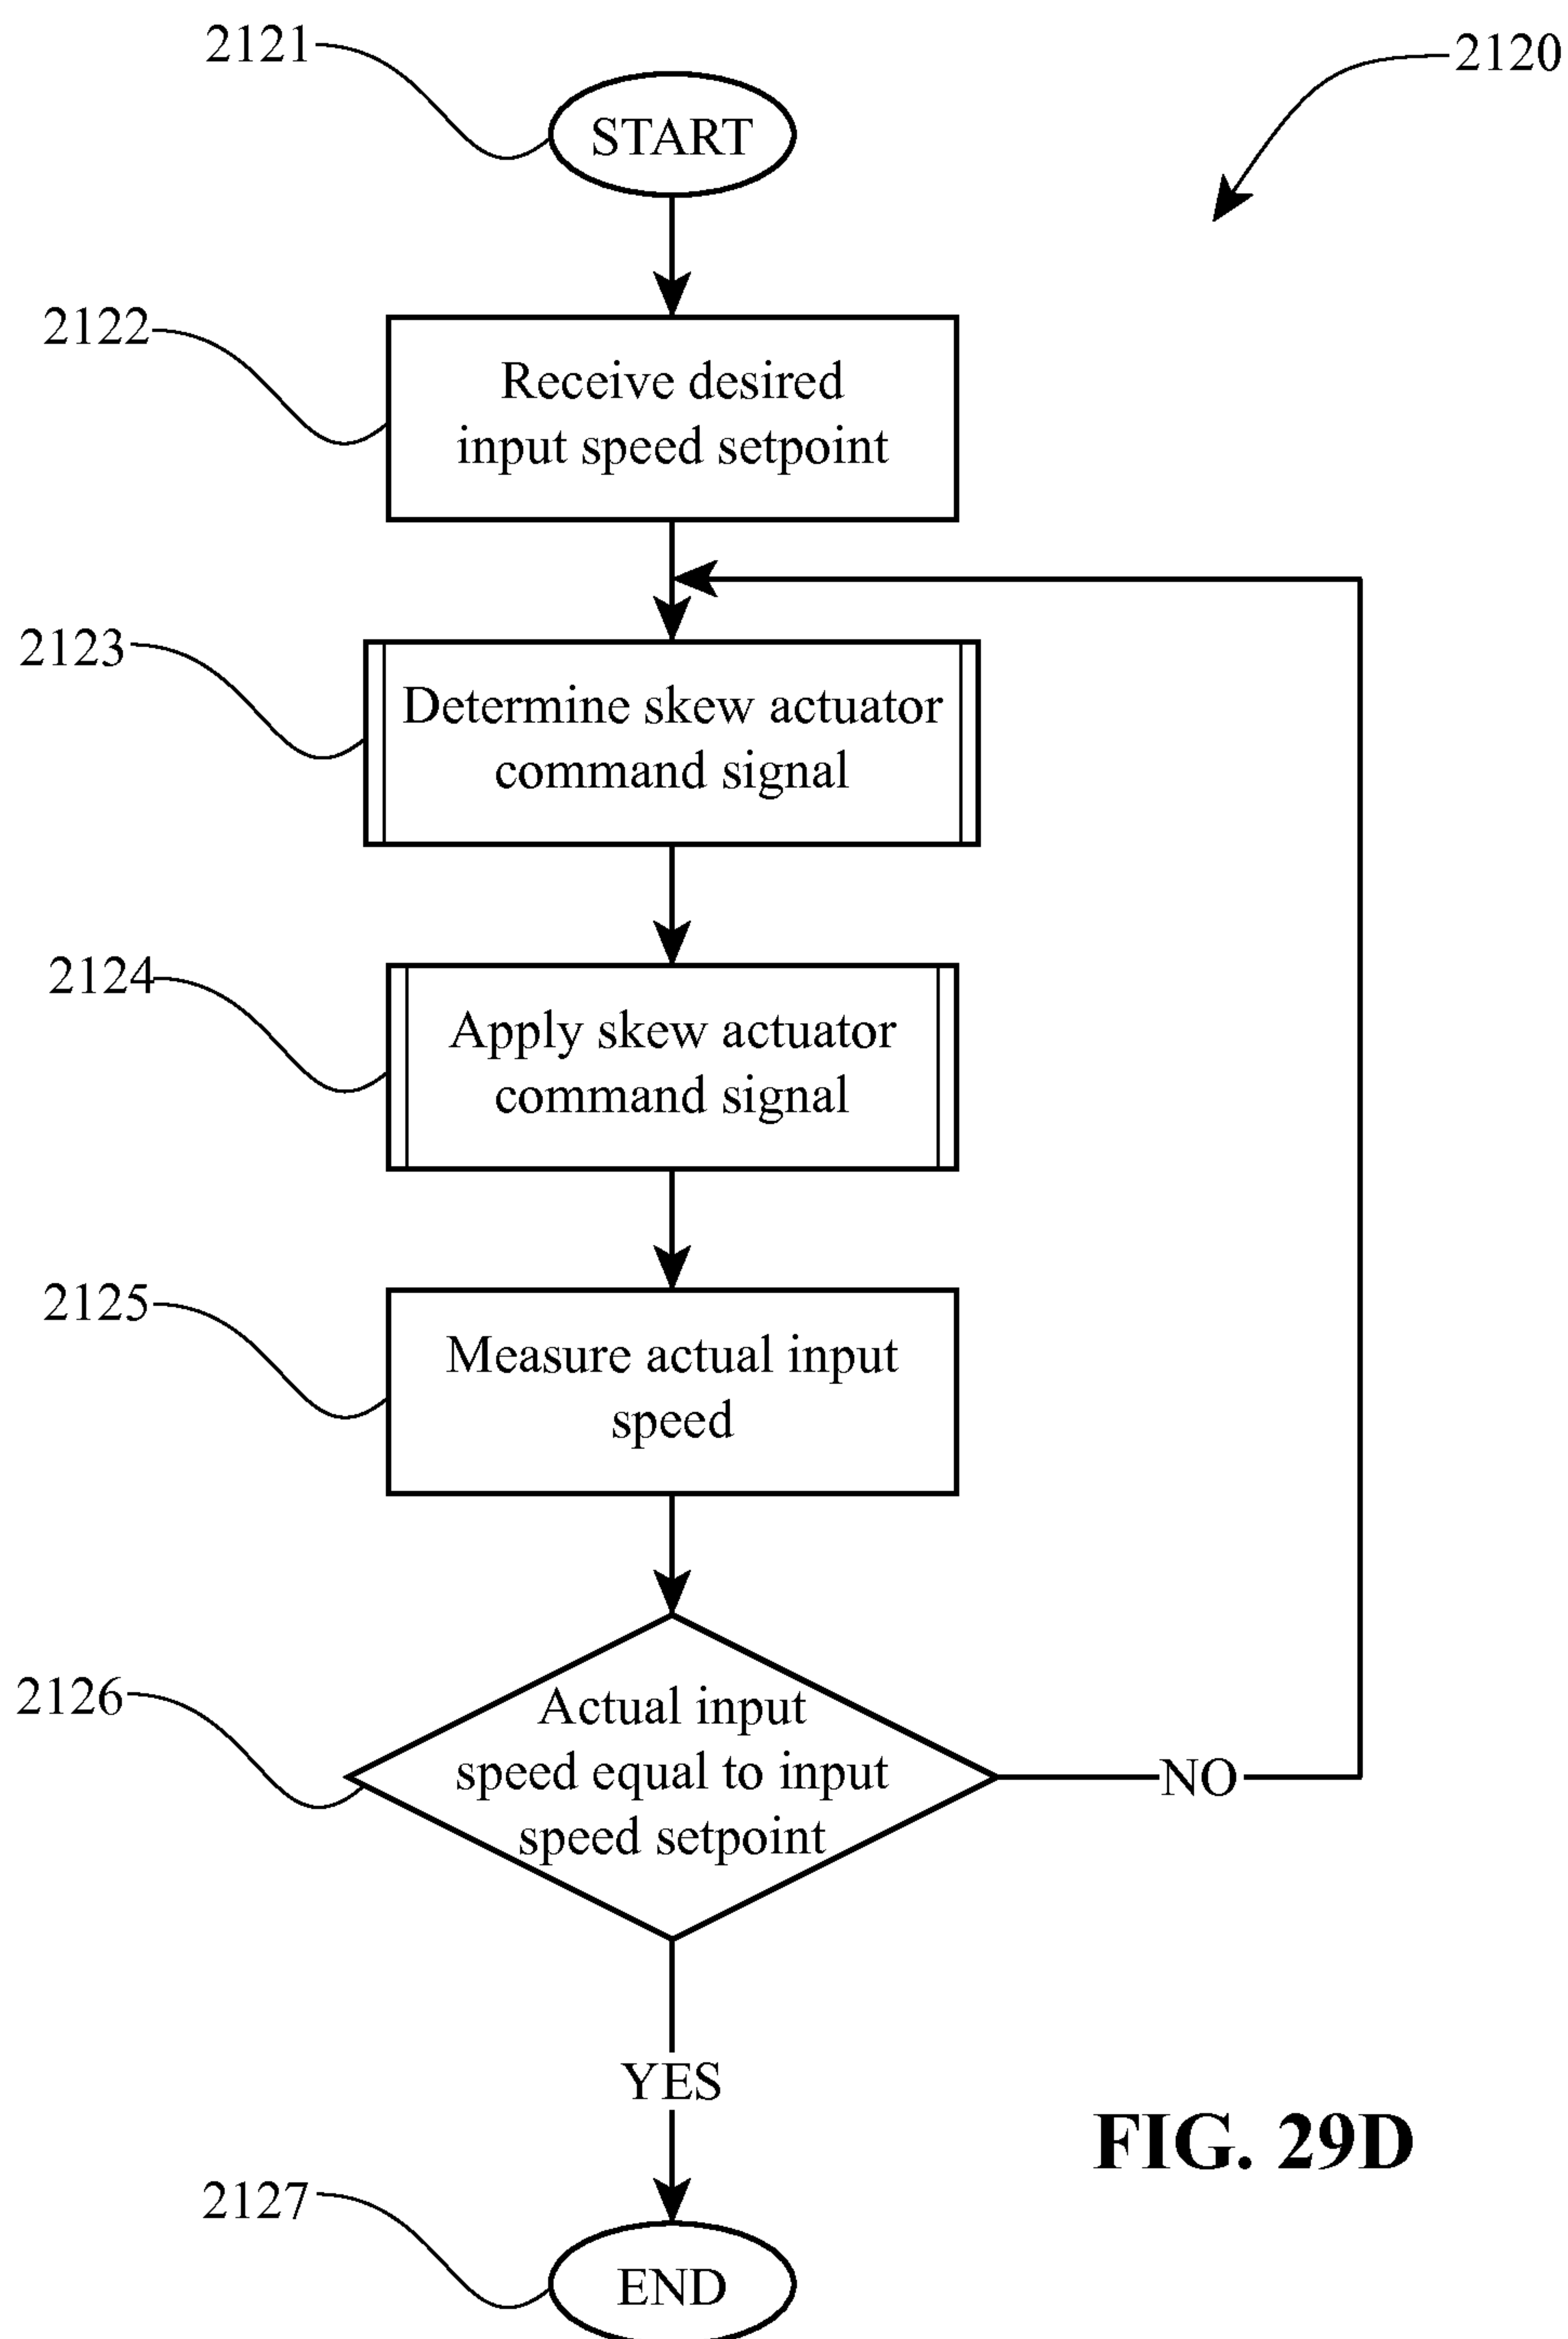 2121
2120
START
2122
Receive desired
input speed setpoint
2123
Determine skew actuator
command signal
2124
Apply skew actuator
command signal
2125
Measure actual input
speed
2126
Actual input
speed equal to input
speed setpoint
NO
YES
FIG. 29D
2127
END